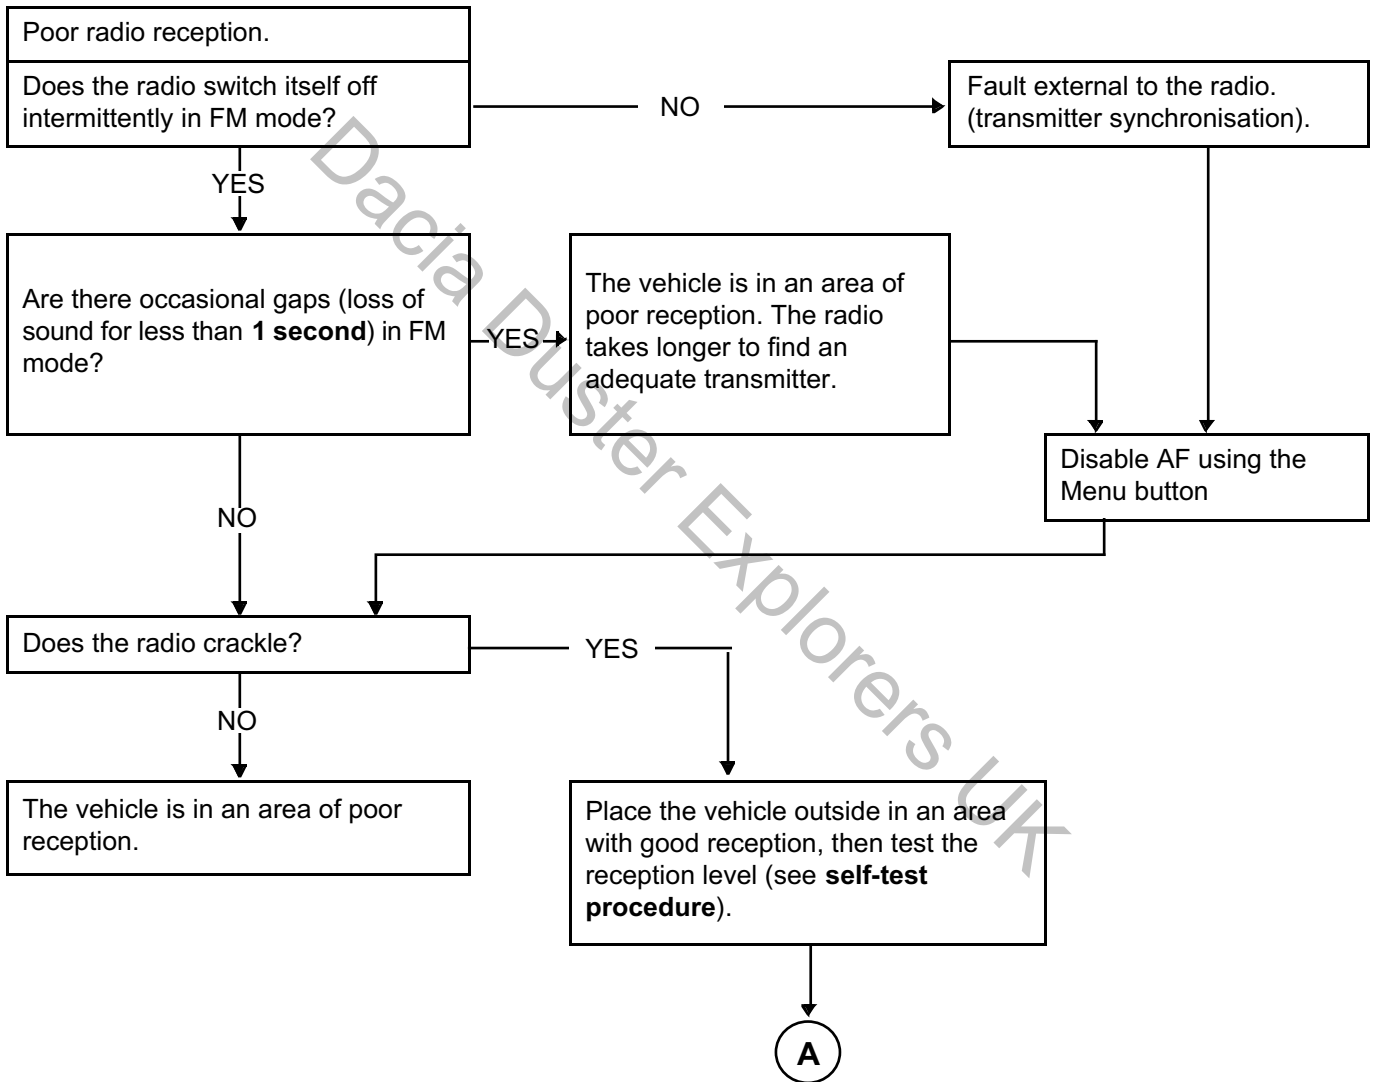 Poor radio reception.
Does the radio switch itself off
intermittently in FM mode?
NO
Fault external to the radio.
(transmitter synchronisation).
YES
Are there occasional gaps (loss of
sound for less than 1 second) in FM
mode?
YES
The vehicle is in an area of
poor reception. The radio
takes longer to find an
adequate transmitter.
Disable AF using the
Menu button
NO
Does the radio crackle?
YES
NO
The vehicle is in an area of poor
reception.
Place the vehicle outside in an area
with good reception, then test the
reception level (see self-test
procedure).
A
Dacia Duster Explorers UK